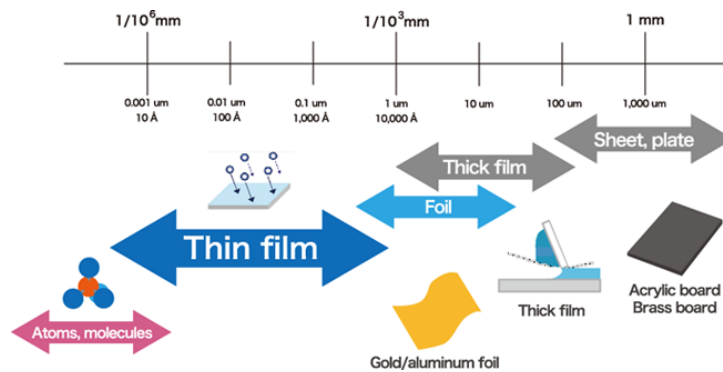 1/10⁶mm
1/10³mm
1 mm
0.001 um
10 Å
0.01 um
100 Å
0.1 um
1,000 Å
1 um
10,000 Å
10 um
100 um
1,000 um
Sheet, plate
Thick film
Foil
Thin film
Atoms, molecules
Gold/aluminum foil
Thick film
Acrylic board
Brass board